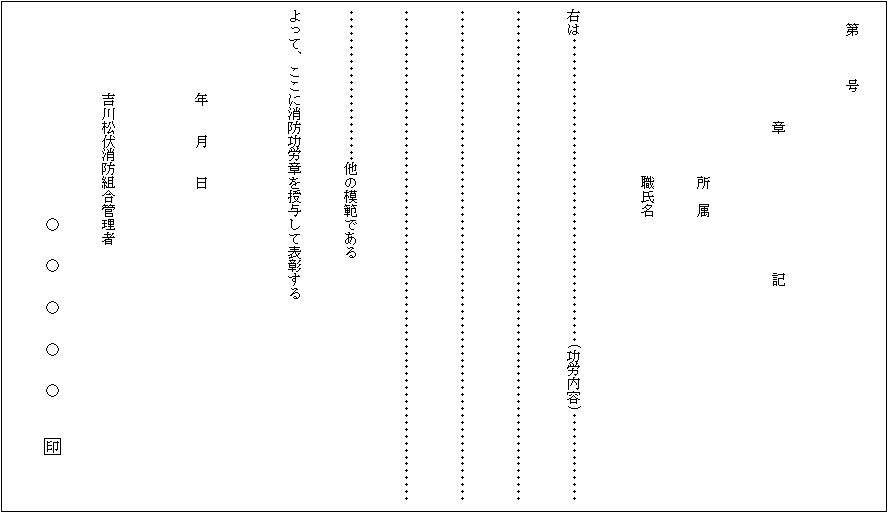 第　　　号
章　　　　　　　　　　記
所　属
職氏名
右は……………………………………………………（功労内容）………………
………………………………………………………………………………
………………………………………………………………………………
………………………………………………………………………………
………………………他の模範である
よって、ここに消防功労章を授与して表彰する
年　　月　　日
吉川松伏消防組合管理者
○　　○　　○　　○　　○　　　印